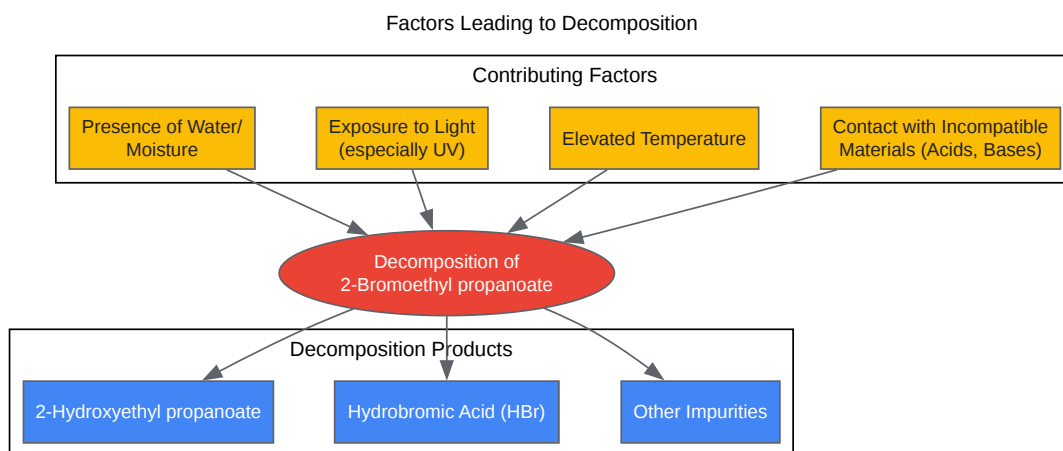 Factors Leading to Decomposition
Contributing Factors
Presence of Water/
Moisture
Exposure to Light
(especially UV)
Elevated Temperature
Contact with Incompatible
Materials (Acids, Bases)
Decomposition of
2-Bromoethyl propanoate
Decomposition Products
2-Hydroxyethyl propanoate
Hydrobromic Acid (HBr)
Other Impurities